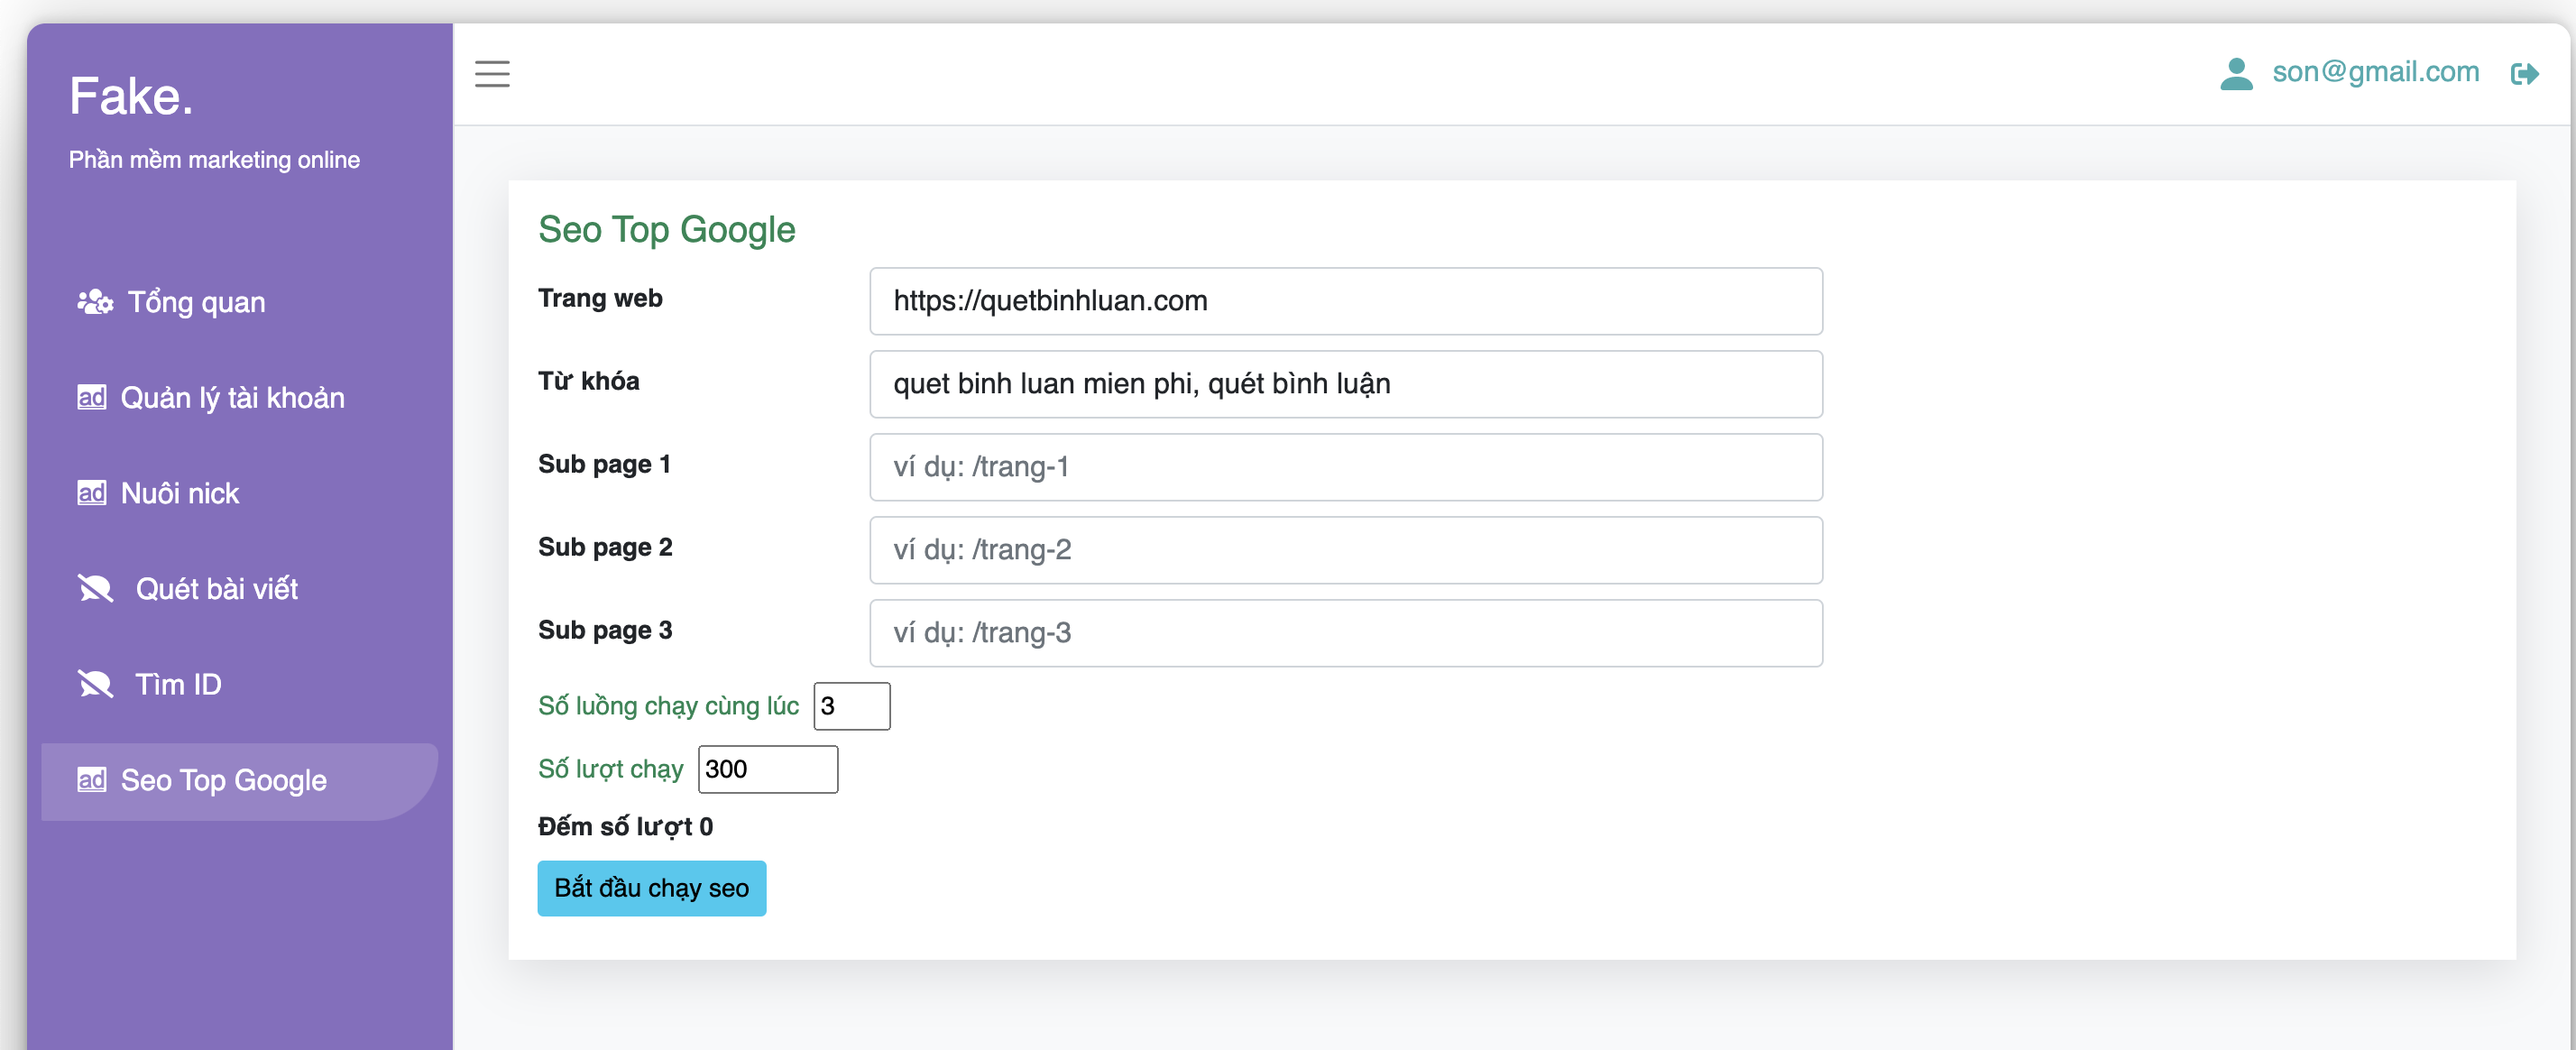 Fake.
Phần mềm marketing online
Tổng quan
Quản lý tài khoản
Nuôi nick
Quét bài viết
Tìm ID
Seo Top Google
son@gmail.com
Seo Top Google
Trang web https://quetbinhluan.com
Từ khóa quet binh luan mien phi, quét bình luận
Sub page 1 ví dụ: /trang-1
Sub page 2 ví dụ: /trang-2
Sub page 3 ví dụ: /trang-3
Số luồng chạy cùng lúc 3
Số lượt chạy 300
Đếm số lượt 0
Bắt đầu chạy seo